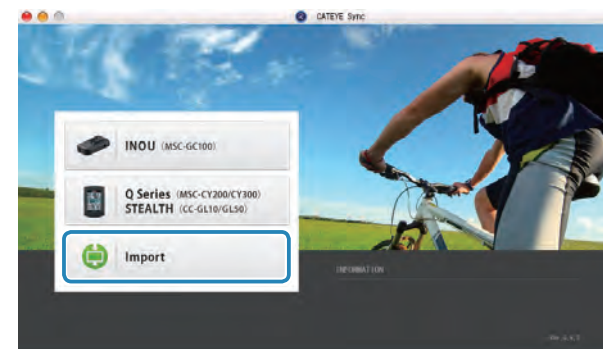 CATEYE Sync
INOU (MSC-GC100)
Q Series (MSC-CY200/CY300)
STEALTH (CC-GL10/GL50)
Import
INFORMATION